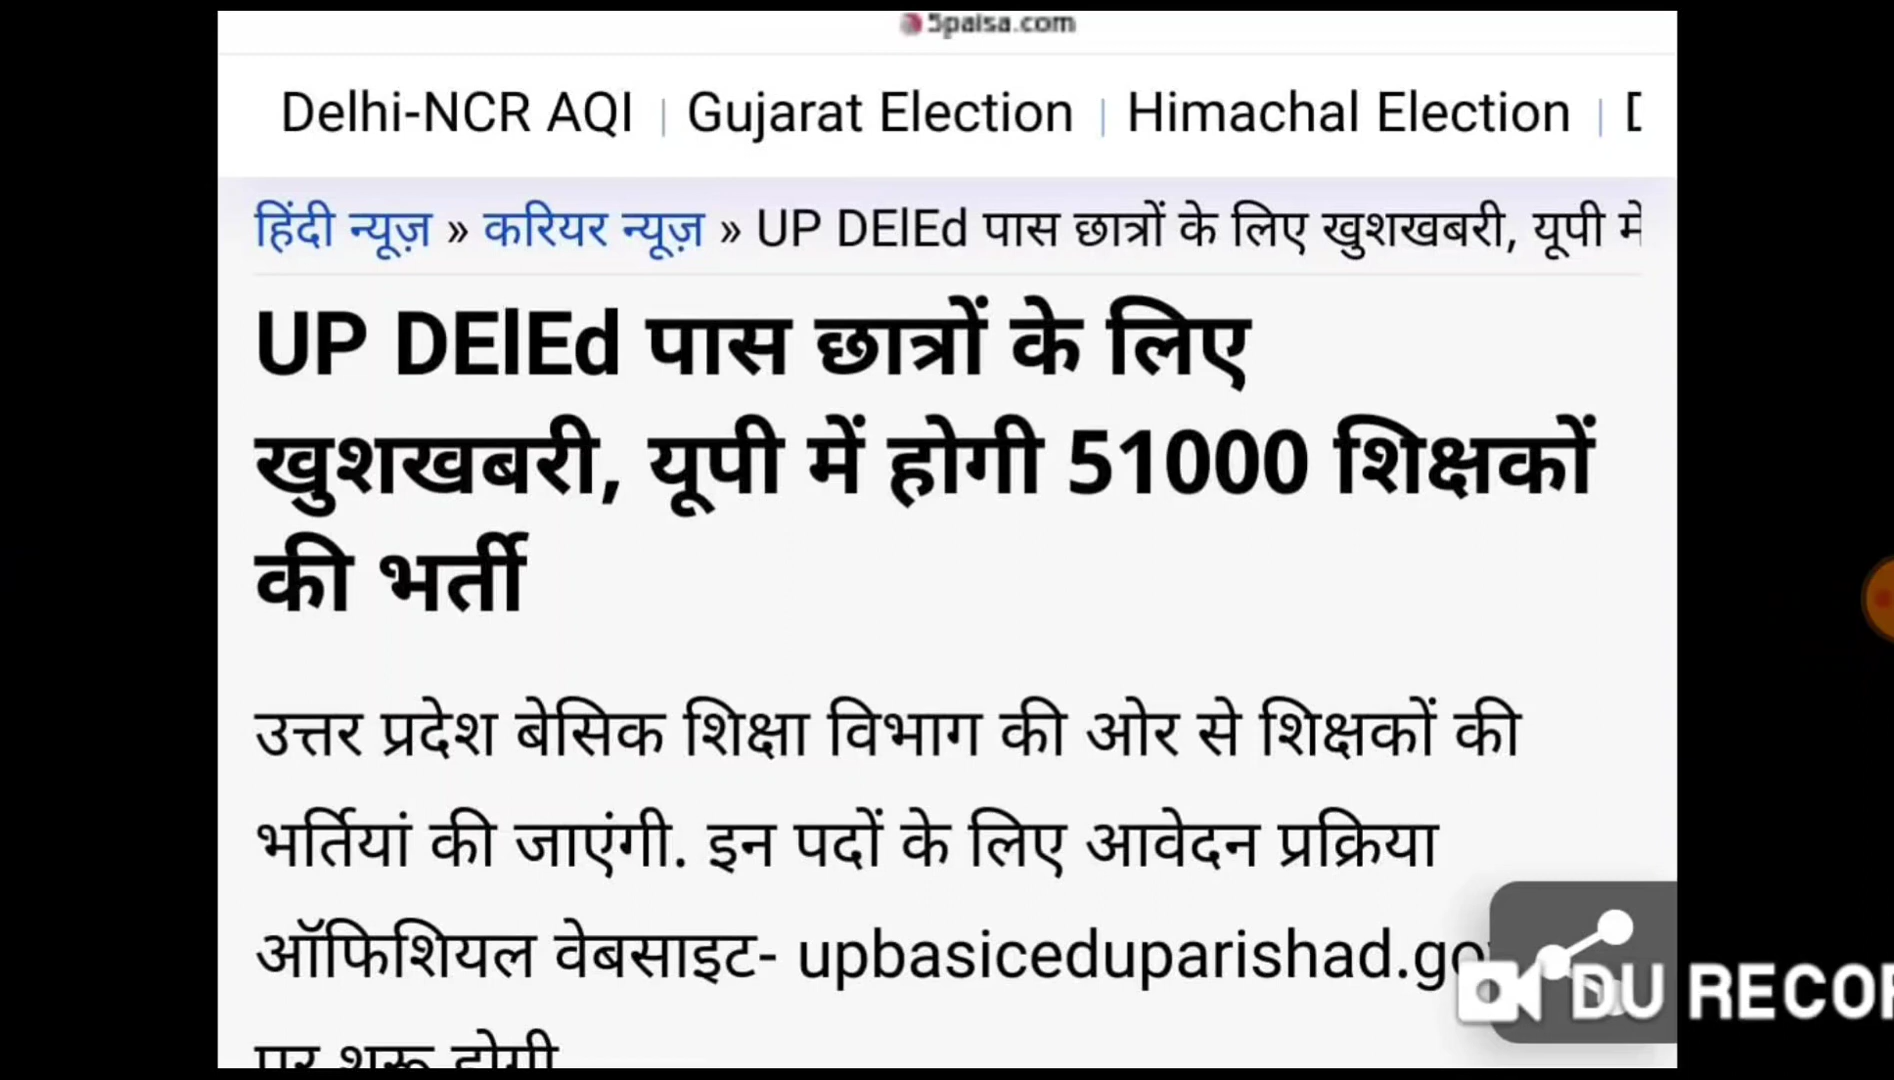 5paisa.com
Delhi-NCR AQI | Gujarat Election | Himachal Election |
हिंदी न्यूज़ » करियर न्यूज़ » UP DElEd पास छात्रों के लिए खुशखबरी, यूपी में
UP DElEd पास छात्रों के लिए
खुशखबरी, यूपी में होगी 51000 शिक्षकों
की भर्ती
उत्तर प्रदेश बेसिक शिक्षा विभाग की ओर से शिक्षकों की
भर्तियां की जाएंगी. इन पदों के लिए आवेदन प्रक्रिया
ऑफिशियल वेबसाइट- upbasiceduparishad.go
पर शुरू होगी
DU RECOR